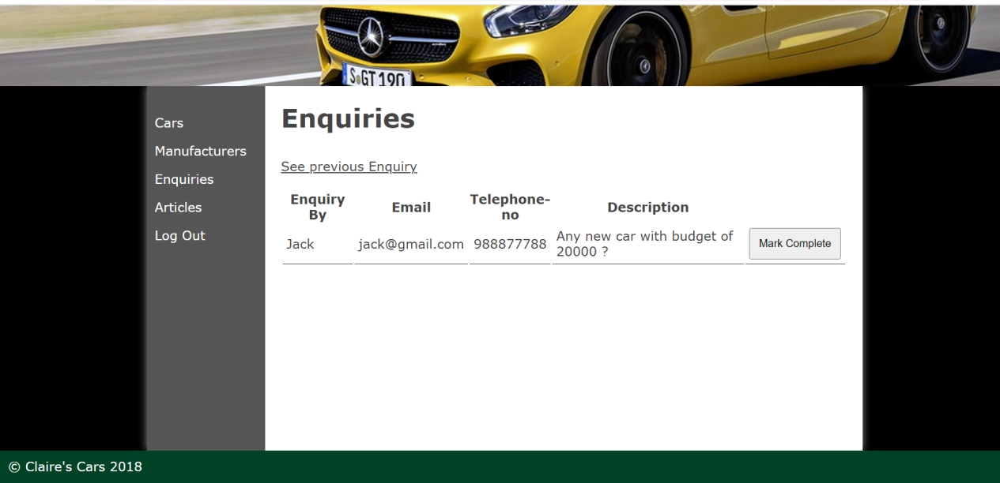 S GT 190
Cars
Manufacturers
Enquiries
Articles
Log Out
Enquiries
See previous Enquiry
Enquiry By
Email
Telephone-
no
Description
Jack
jack@gmail.com
988877788
Any new car with budget of
20000 ?
Mark Complete
© Claire's Cars 2018